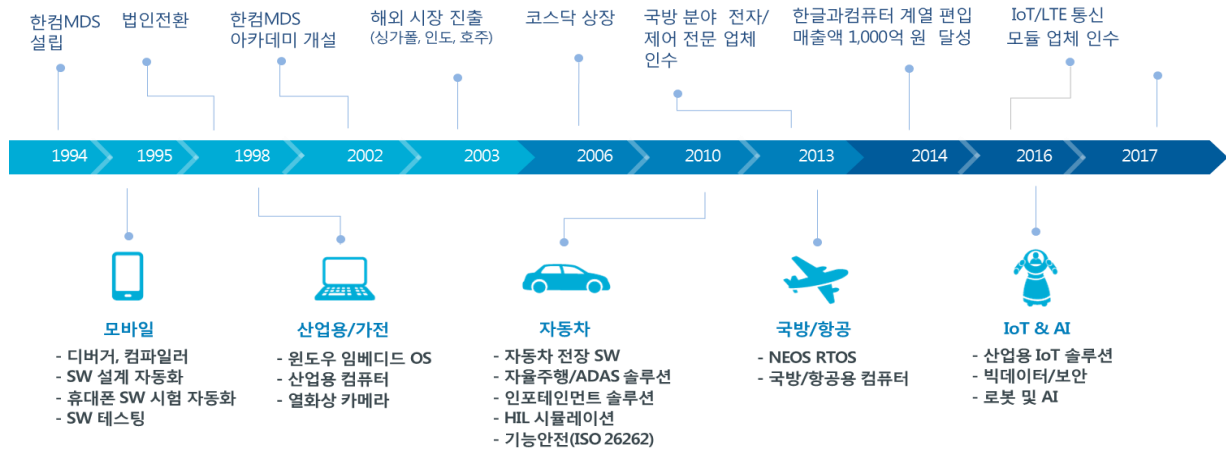 한컴MDS
설립
법인전환
한컴MDS
아카데미 개설
해외 시장 진출
(싱가폴, 인도, 호주)
코스닥 상장
국방 분야 전자/
제어 전문 업체
인수
한글과컴퓨터 계열 편입
매출액 1,000억 원 달성
IoT/LTE 통신
모듈 업체 인수
1994 1995 1998 2002 2003 2006 2010 2013 2014 2016 2017
모바일
- 디버거, 컴파일러
- SW 설계 자동화
- 휴대폰 SW 시험 자동화
- SW 테스팅
산업용/가전
- 윈도우 임베디드 OS
- 산업용 컴퓨터
- 열화상 카메라
자동차
- 자동차 전장 SW
- 자율주행/ADAS 솔루션
- 인포테인먼트 솔루션
- HIL 시뮬레이션
- 기능안전(ISO 26262)
국방/항공
- NEOS RTOS
- 국방/항공용 컴퓨터
IoT & AI
- 산업용 IoT 솔루션
- 빅데이터/보안
- 로봇 및 AI